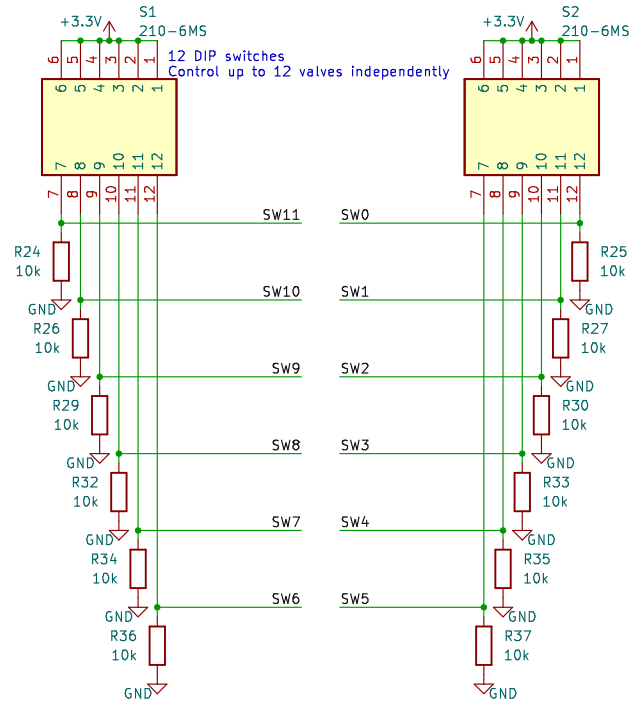 +3.3V
S1
210-6MS
+3.3V
S2
210-6MS
12 DIP switches
Control up to 12 valves independently
6 5 4 3 2 1
6 5 4 3 2 1
6 5 4 3 2 1
6 5 4 3 2 1
7 8 9 10 11 12
7 8 9 10 11 12
7 8 9 10 11 12
7 8 9 10 11 12
SW11
SW0
R24
10k
GND
R25
10k
GND
SW10
SW1
R26
10k
GND
R27
10k
GND
SW9
SW2
R29
10k
GND
R30
10k
GND
SW8
SW3
R32
10k
GND
R33
10k
GND
SW7
SW4
R34
10k
GND
R35
10k
GND
SW6
SW5
R36
10k
GND
R37
10k
GND